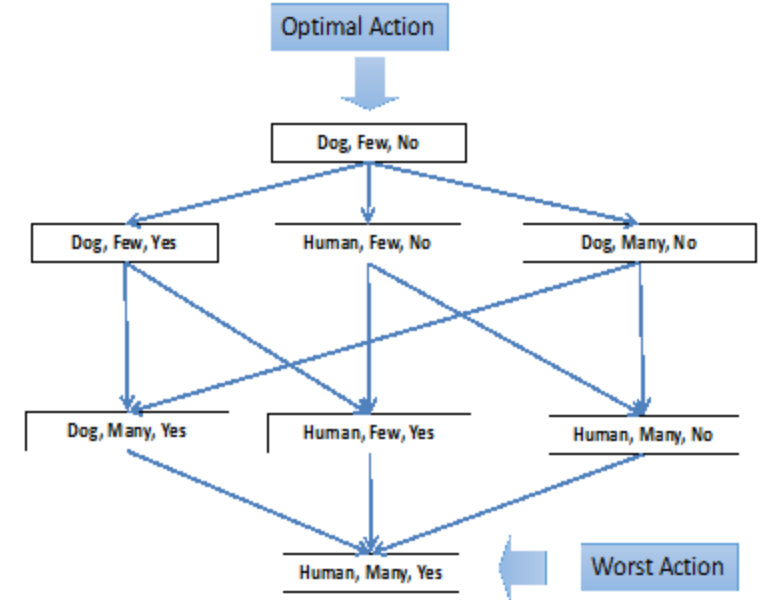 Optimal Action
Dog, Few, No
Dog, Few, Yes
Human, Few, No
Dog, Many, No
Dog, Many, Yes
Human, Few, Yes
Human, Many, No
Human, Many, Yes
Worst Action